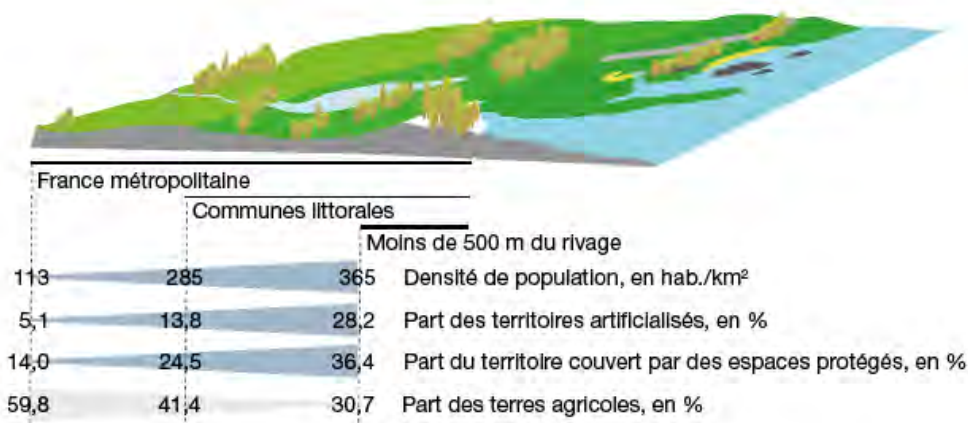 France métropolitaine
Communes littorales
Moins de 500 m du rivage
113 285 365 Densité de population, en hab./km²
5,1 13,8 28,2 Part des territoires artificialisés, en %
14,0 24,5 36,4 Part du territoire couvert par des espaces protégés, en %
59,8 41,4 30,7 Part des terres agricoles, en %